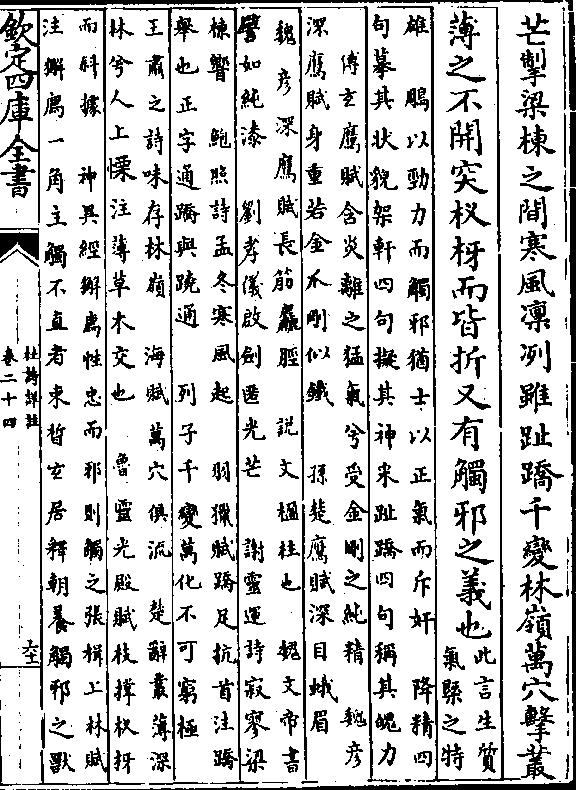 芒掣梁棟之間寒風凜冽雖趾蹻千變林嶺萬穴擊叢
薄之不開突杈枒而皆折又有觸邪之義也
此言生質
氣槩之特
雄　鵰以勁力而觸邪猶士以正氣而斥奸　降精四
句摹其狀貌架軒四句擬其神采趾蹻四句稱其魄力
傅玄鷹賦含炎離之猛氣兮受金剛之純精　魏彦
深鷹賦身重若金爪剛似鐵　孫楚鷹賦深目蛾眉
魏彦深鷹賦長筋麤脛　説文楹柱也　魏文帝書
譬如純漆　劉孝儀啟劍匣光芒　謝靈運詩寂寥梁
棟響　鮑照詩孟冬寒風起　羽獵賦蹻足抗首注蹻
舉也正字通蹻與蹺通　列子千變萬化不可窮極
王肅之詩味存林嶺　海賦萬穴俱流　楚辭叢薄深
林兮人上慄注薄草木交也　魯靈光殿賦枝撑杈枒
而斜據　神異經獬廌性忠而邪則觸之張揖上林賦
注獬廌一角主觸不直者束晳玄居釋朝養觸邪之獸
欽定四庫全書
杜詩詳註
卷二十四